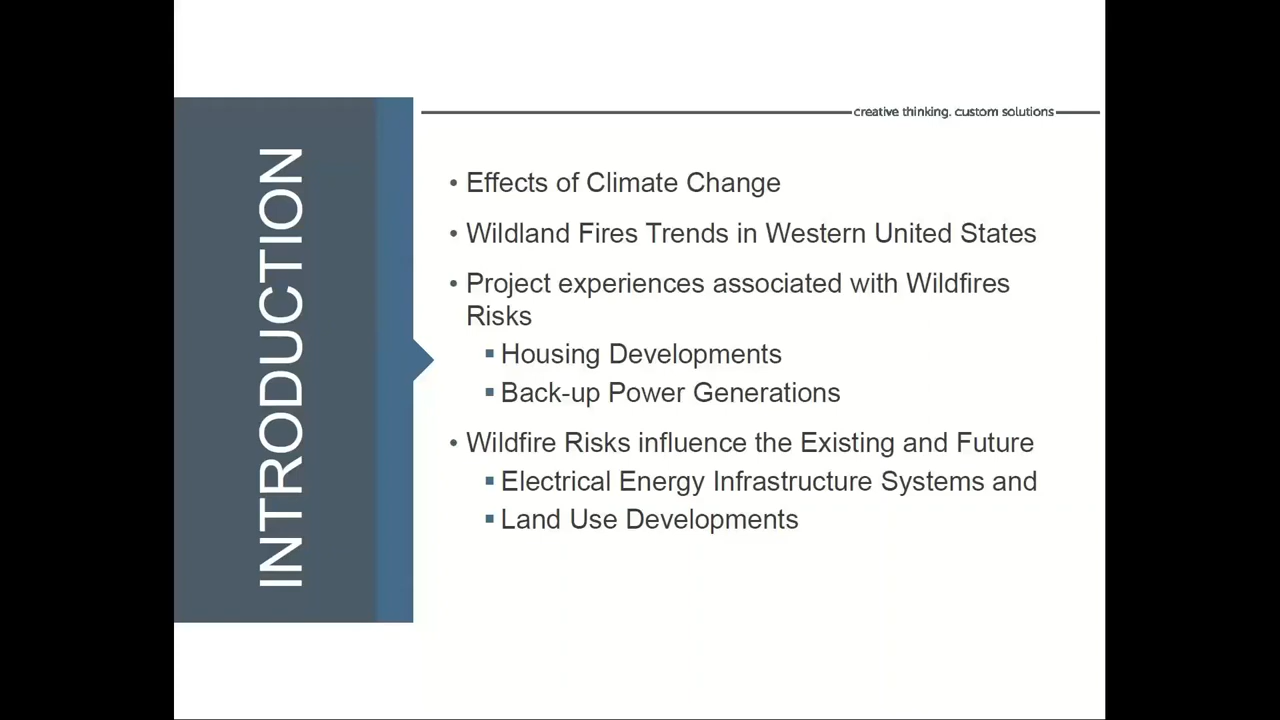 INTRODUCTION
creative thinking. custom solutions
• Effects of Climate Change
• Wildland Fires Trends in Western United States
• Project experiences associated with Wildfires
Risks
▪ Housing Developments
▪ Back-up Power Generations
• Wildfire Risks influence the Existing and Future
▪ Electrical Energy Infrastructure Systems and
▪ Land Use Developments